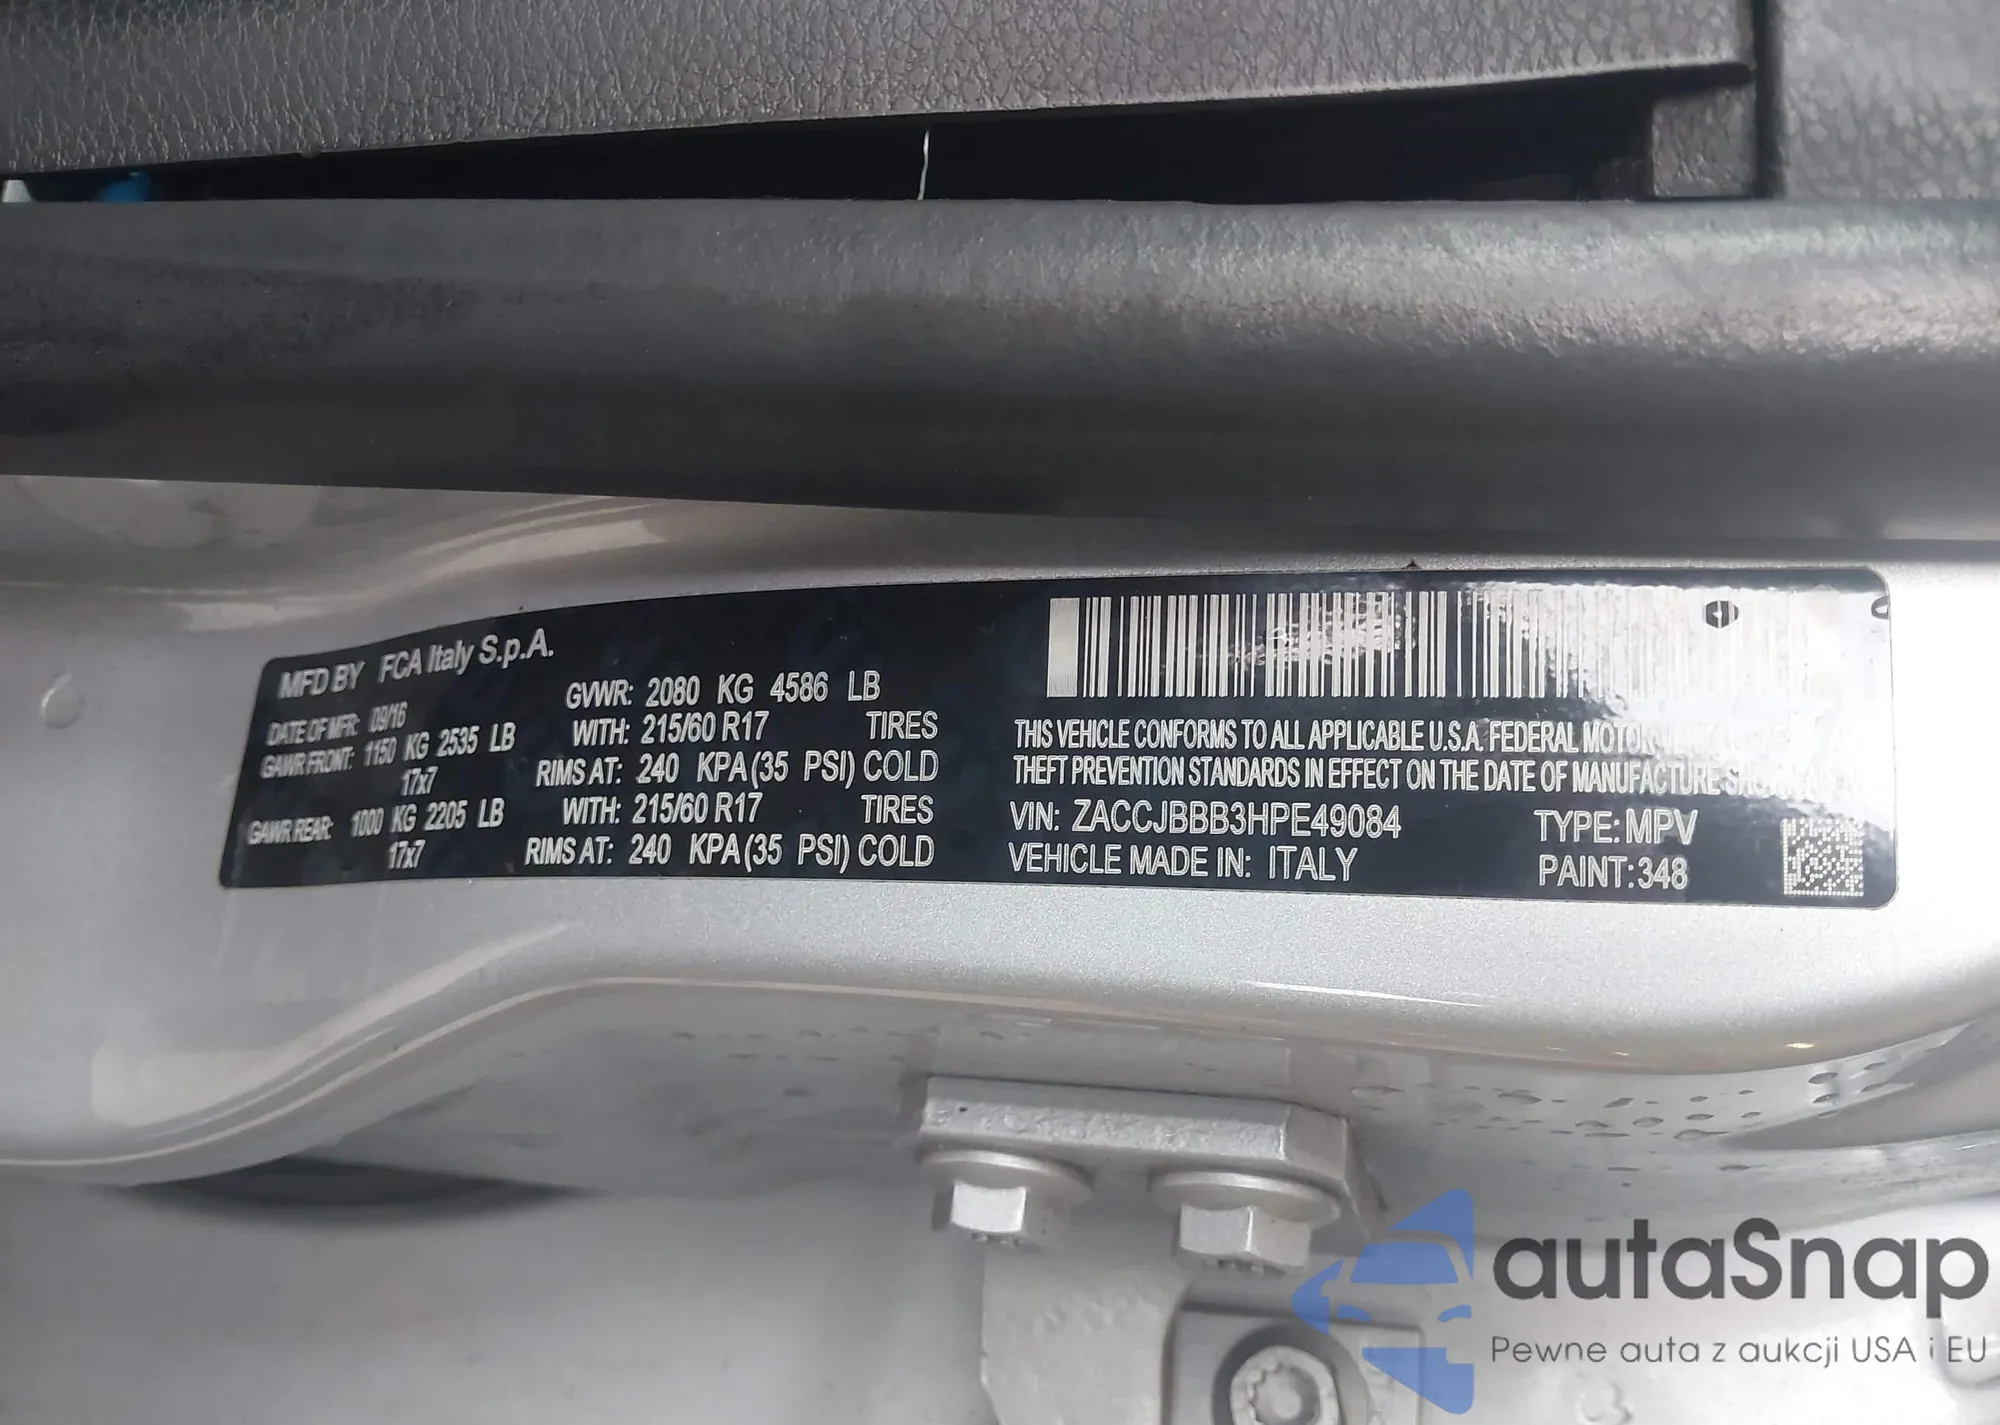 MFD BY FCA Italy S.p.A.
DATE OF MFR: 09/16 GVWR: 2080 KG 4586 LB
GAWR FRONT: 1150 KG 2535 LB WITH: 215/60 R17 TIRES
17x7 RIMS AT: 240 KPA (35 PSI) COLD
GAWR REAR: 1000 KG 2205 LB WITH: 215/60 R17 TIRES
17x7 RIMS AT: 240 KPA (35 PSI) COLD
THIS VEHICLE CONFORMS TO ALL APPLICABLE U.S.A. FEDERAL MOTOR
THEFT PREVENTION STANDARDS IN EFFECT ON THE DATE OF MANUFACTURE
VIN: ZACCJBBB3HPE49084 TYPE: MPV
VEHICLE MADE IN: ITALY PAINT: 348
autaSnap
Pewne auta z aukcji USA i EU